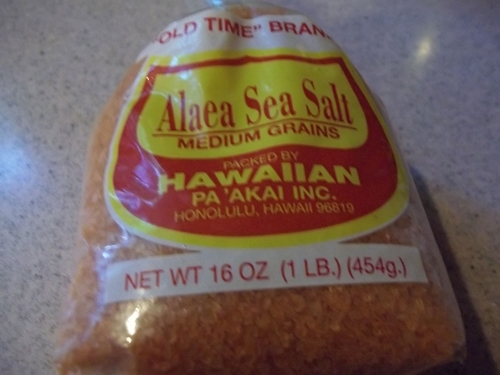 "OLD TIME" BRAN
Alaea Sea Salt
MEDIUM GRAINS
PACKED BY
HAWAIIAN
PA'AKAI INC.
HONOLULU, HAWAII 96819
NET WT 16 OZ (1 LB.) (454g.)